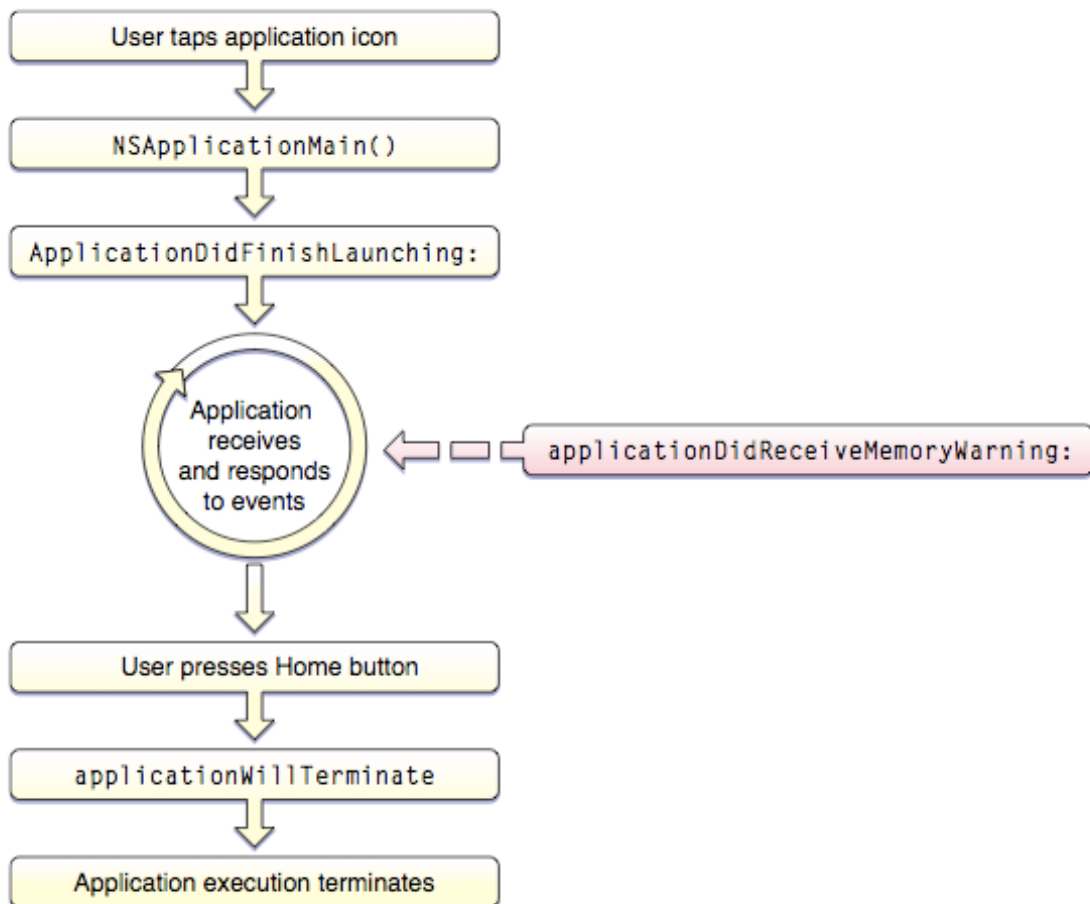 User taps application icon
NSApplicationMain()
ApplicationDidFinishLaunching:
Application
receives
and responds
to events
applicationDidReceiveMemoryWarning:
User presses Home button
applicationWillTerminate
Application execution terminates